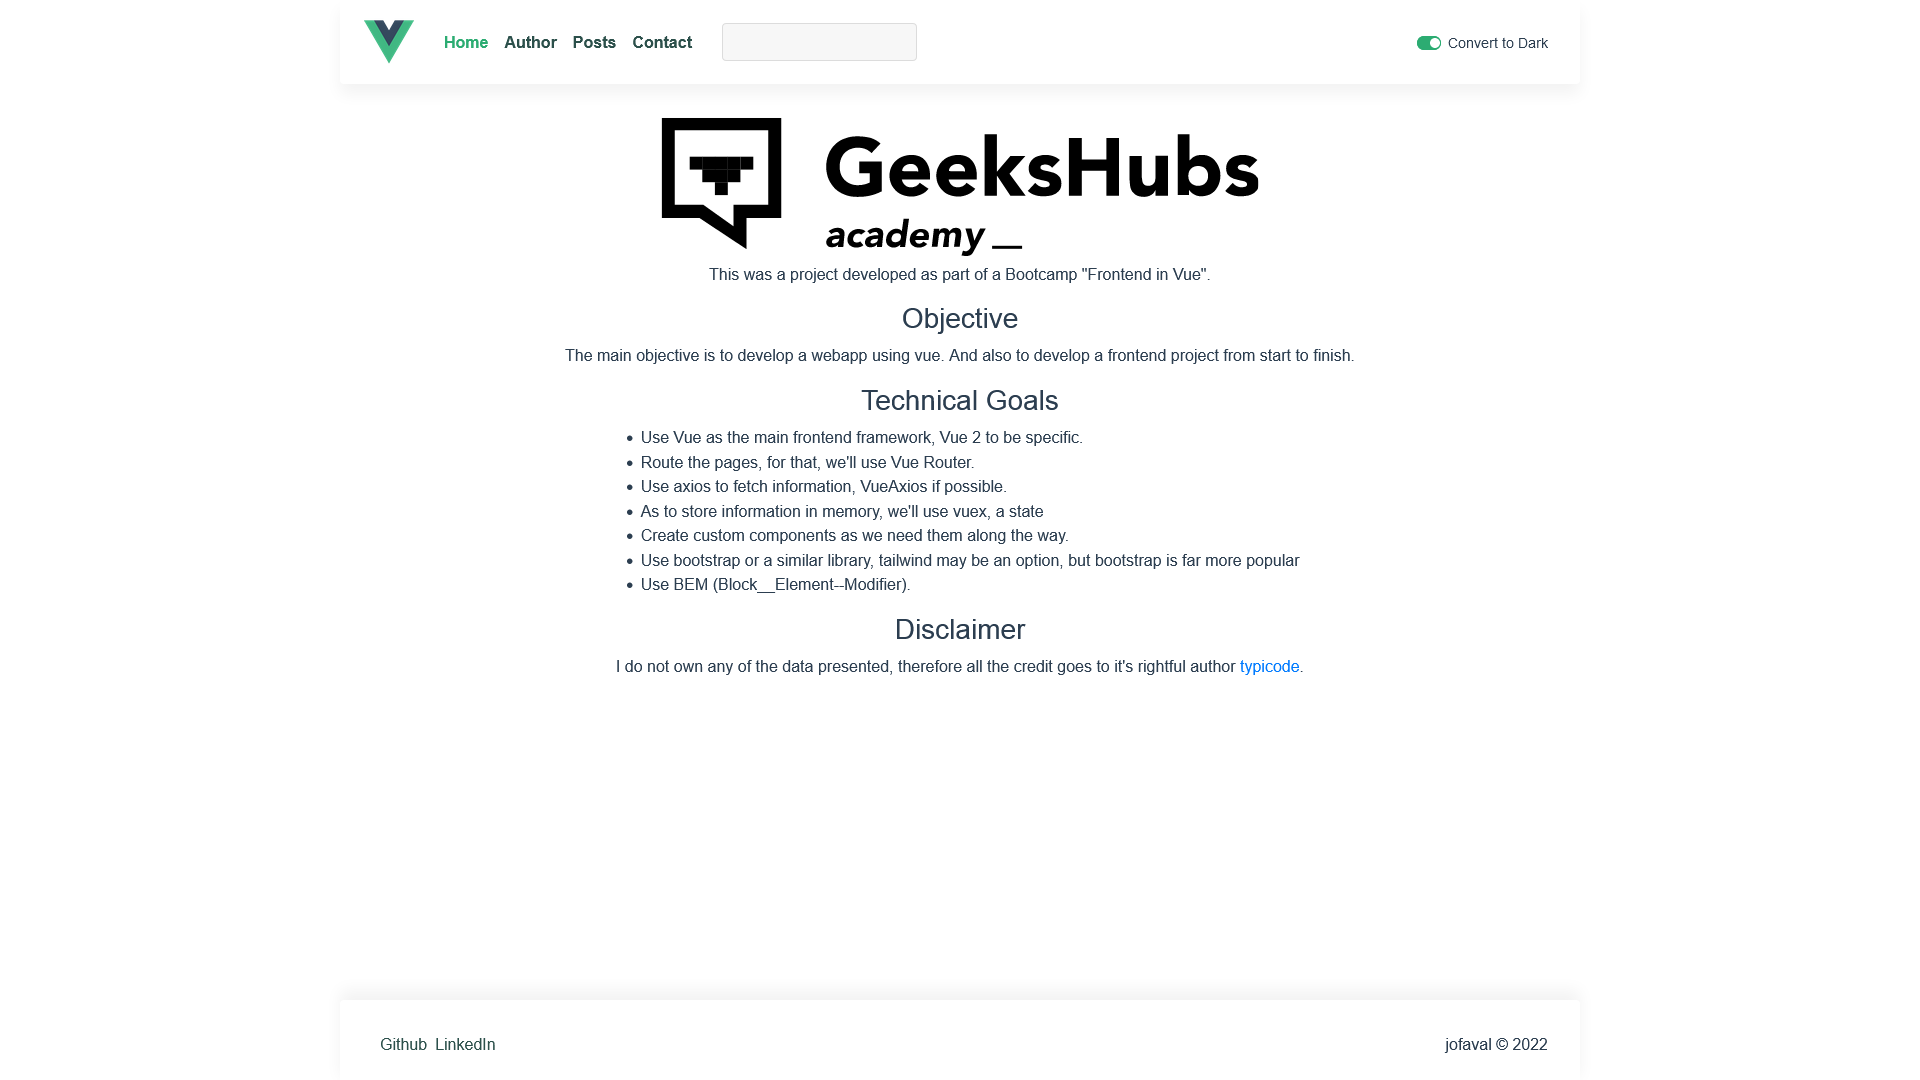 Home Author Posts Contact
Convert to Dark
GeeksHubs
academy __
This was a project developed as part of a Bootcamp "Frontend in Vue".
Objective
The main objective is to develop a webapp using vue. And also to develop a frontend project from start to finish.
Technical Goals
• Use Vue as the main frontend framework, Vue 2 to be specific.
• Route the pages, for that, we'll use Vue Router.
• Use axios to fetch information, VueAxios if possible.
• As to store information in memory, we'll use vuex, a state
• Create custom components as we need them along the way.
• Use bootstrap or a similar library, tailwind may be an option, but bootstrap is far more popular
• Use BEM (Block__Element--Modifier).
Disclaimer
I do not own any of the data presented, therefore all the credit goes to it's rightful author typicode.
Github LinkedIn
jofaval © 2022